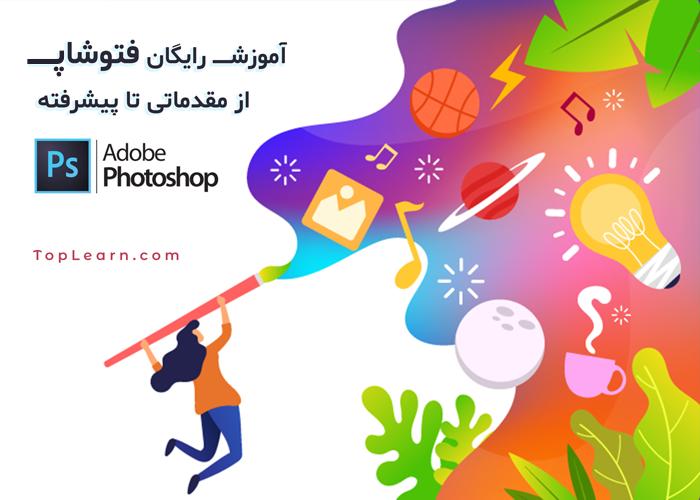 آموزش رایگان فتوشاپ
از مقدماتی تا پیشرفته
Ps
Adobe
Photoshop
TopLearn.com